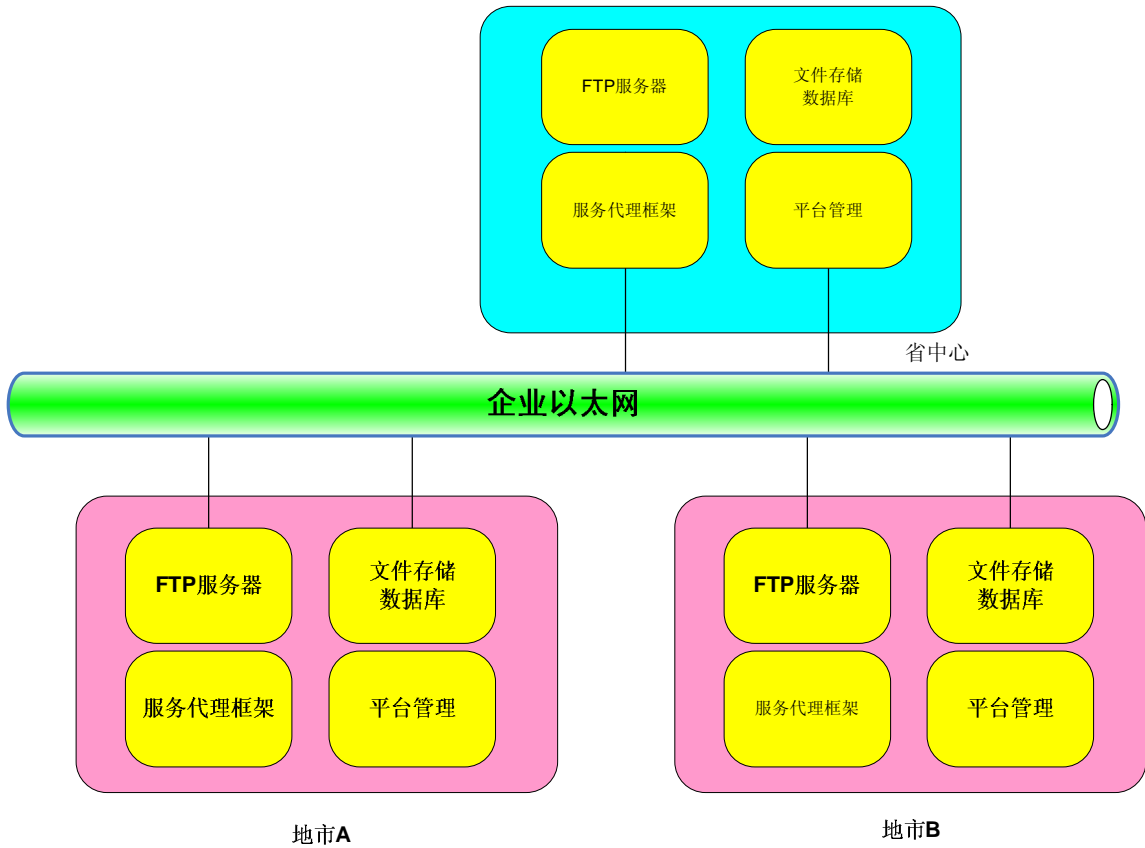 FTP服务器
文件存储
数据库
服务代理框架
平台管理
省中心
企业以太网
FTP服务器
文件存储
数据库
服务代理框架
平台管理
地市A
FTP服务器
文件存储
数据库
服务代理框架
平台管理
地市B